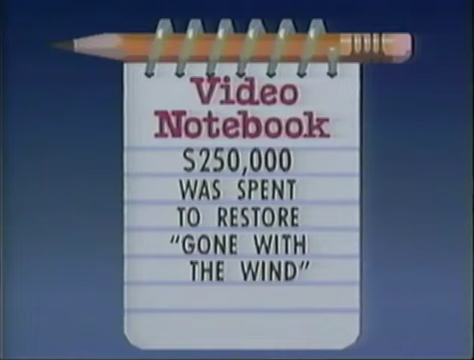 Video
Notebook
$250,000
WAS SPENT
TO RESTORE
“GONE WITH
THE WIND”